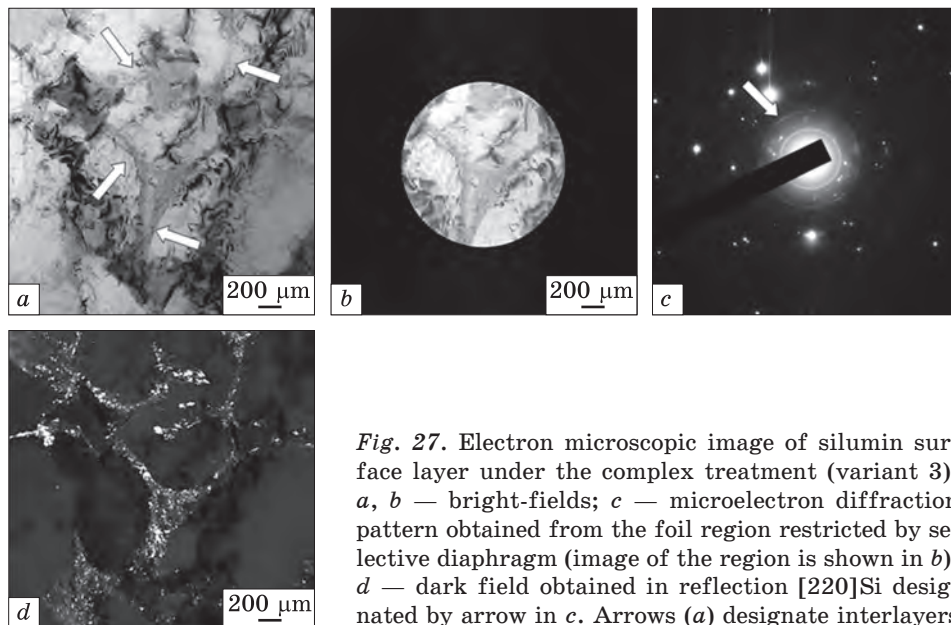 a
200 μm
b
200 μm
c
d
200 μm
Fig. 27. Electron microscopic image of silumin sur-
face layer under the complex treatment (variant 3)
a, b — bright-fields; c — microelectron diffraction
pattern obtained from the foil region restricted by se-
lective diaphragm (image of the region is shown in b)
d — dark field obtained in reflection [220]Si desig-
nated by arrow in c. Arrows (a) designate interlayers